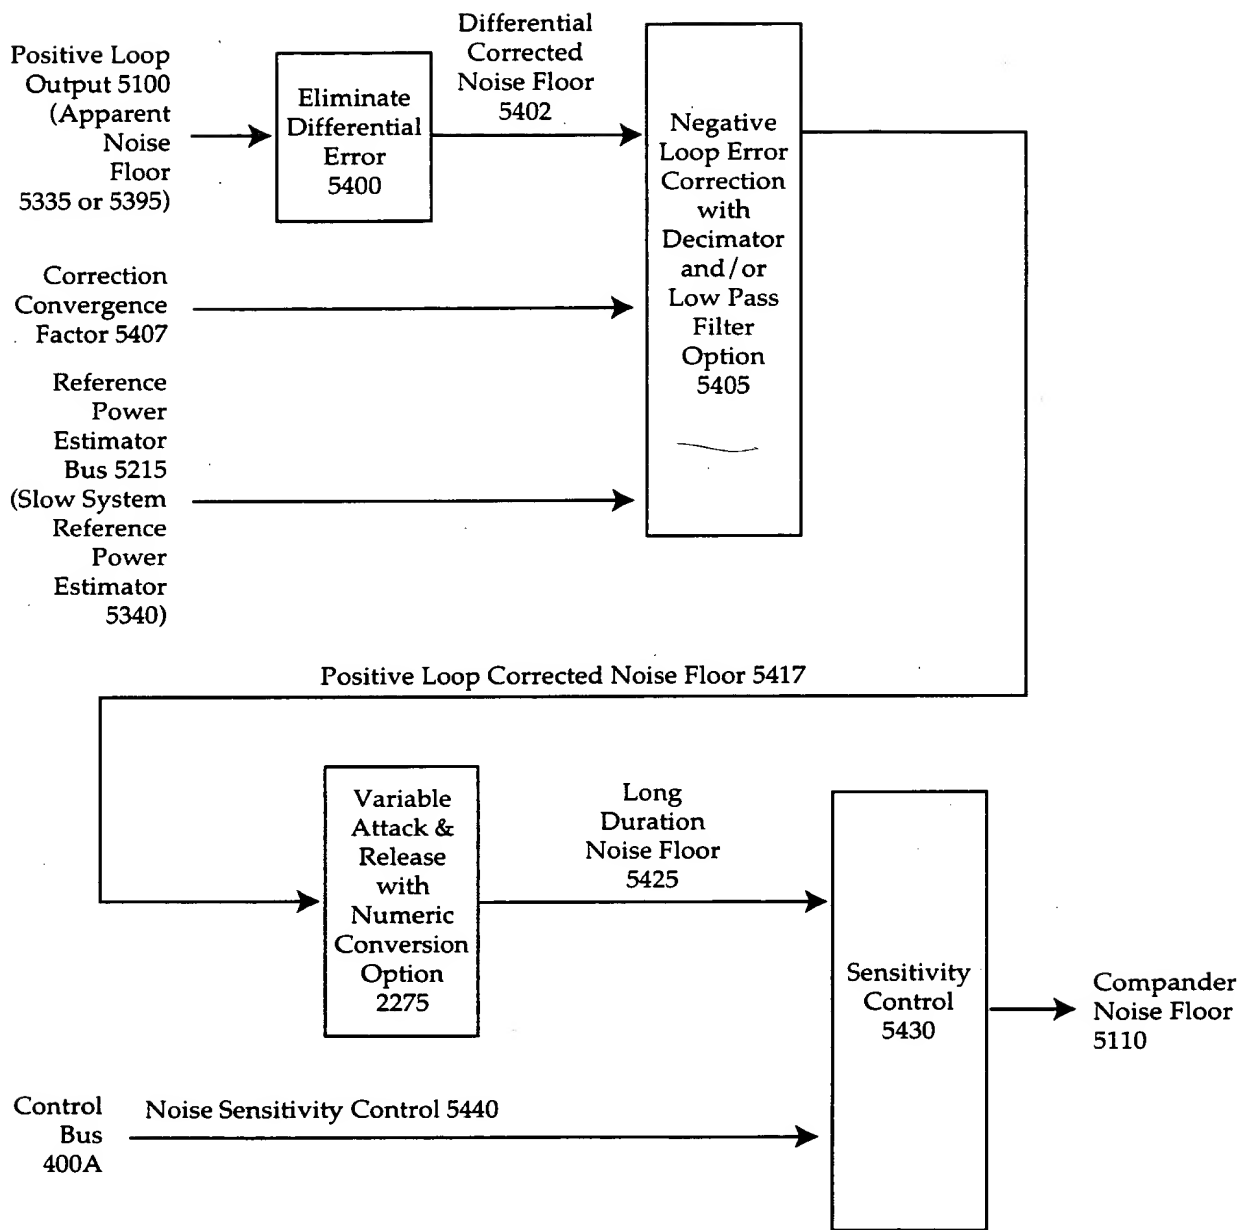 Positive Loop
Output 5100
(Apparent
Noise
Floor
5335 or 5395)
Eliminate
Differential
Error
5400
Differential
Corrected
Noise Floor
5402
Negative
Loop Error
Correction
with
Decimator
and/or
Low Pass
Filter
Option
5405
Correction
Convergence
Factor 5407
Reference
Power
Estimator
Bus 5215
(Slow System
Reference
Power
Estimator
5340)
Positive Loop Corrected Noise Floor 5417
Variable
Attack &
Release
with
Numeric
Conversion
Option
2275
Long
Duration
Noise Floor
5425
Sensitivity
Control
5430
Compander
Noise Floor
5110
Control
Bus
400A
Noise Sensitivity Control 5440